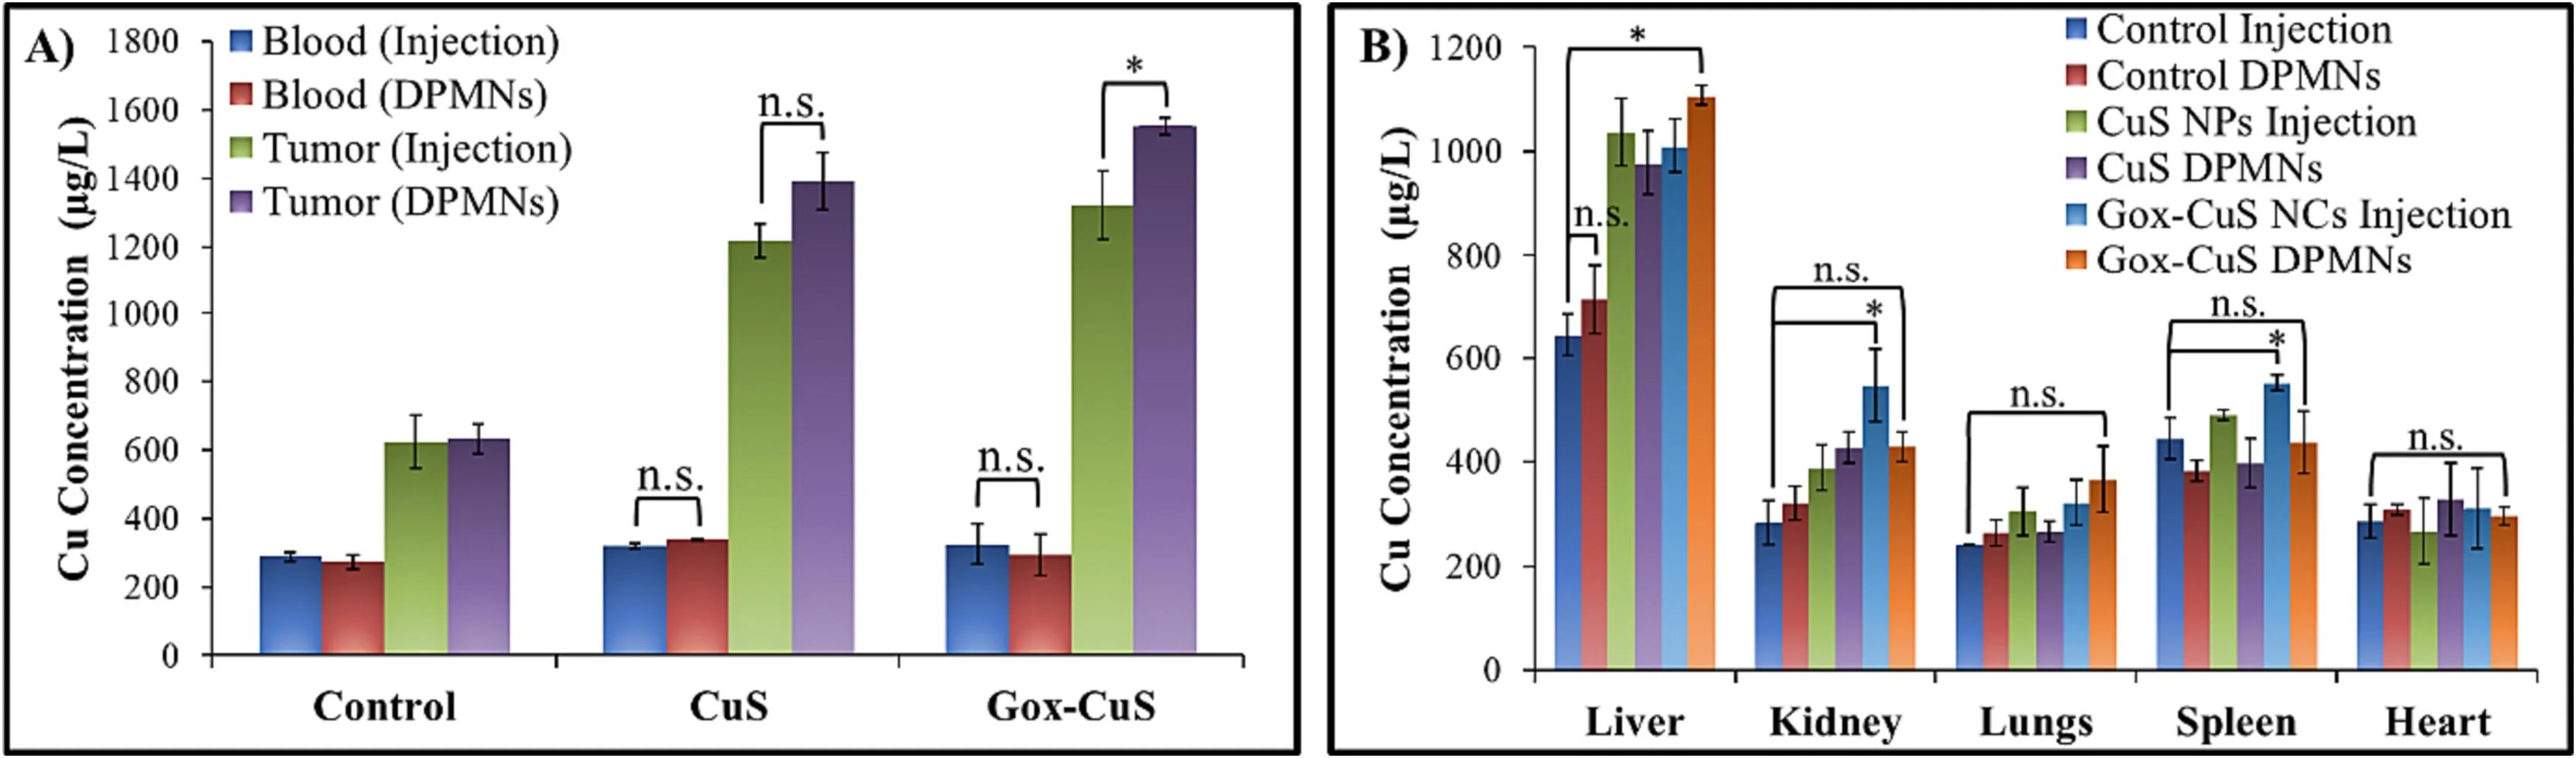 A)
Cu Concentration (µg/L)
1800
1600
1400
1200
1000
800
600
400
200
0
Blood (Injection)
Blood (DPMNs)
Tumor (Injection)
Tumor (DPMNs)
n.s.
n.s.
n.s.
*
Control
CuS
Gox-CuS
B)
Cu Concentration (µg/L)
1200
1000
800
600
400
200
0
Control Injection
Control DPMNs
CuS NPs Injection
CuS DPMNs
Gox-CuS NCs Injection
Gox-CuS DPMNs
*
n.s.
n.s.
*
n.s.
n.s.
*
n.s.
Liver
Kidney
Lungs
Spleen
Heart